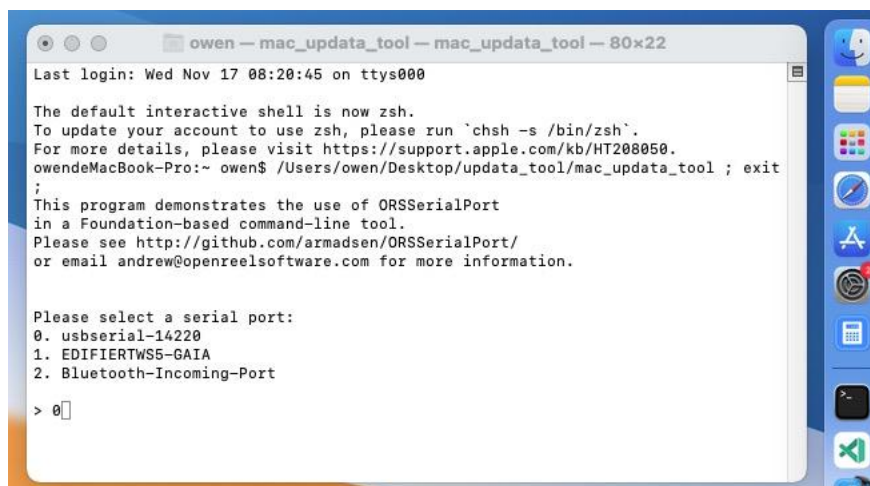 owen — mac_updata_tool — mac_updata_tool — 80×22
Last login: Wed Nov 17 08:20:45 on ttys000
The default interactive shell is now zsh.
To update your account to use zsh, please run `chsh -s /bin/zsh`.
For more details, please visit https://support.apple.com/kb/HT208050.
owendeMacBook-Pro:~ owen$ /Users/owen/Desktop/updata_tool/mac_updata_tool ; exit
;
This program demonstrates the use of ORSSerialPort
in a Foundation-based command-line tool.
Please see http://github.com/armadsen/ORSSerialPort/
or email andrew@openreelsoftware.com for more information.
Please select a serial port:
0. usbserial-14220
1. EDIFIERTWS5-GAIA
2. Bluetooth-Incoming-Port
> 0